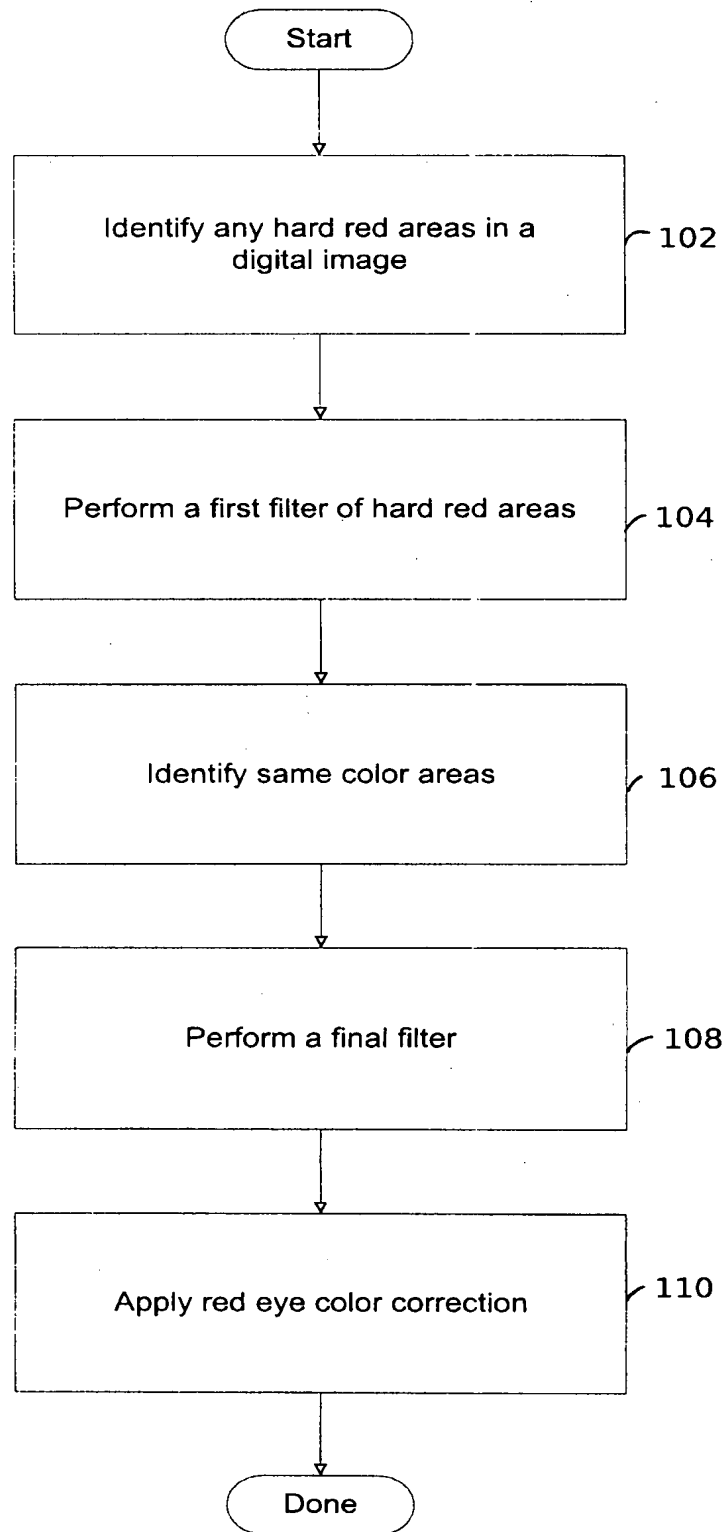 Start
Identify any hard red areas in a
digital image
102
Perform a first filter of hard red areas
104
Identify same color areas
106
Perform a final filter
108
Apply red eye color correction
110
Done